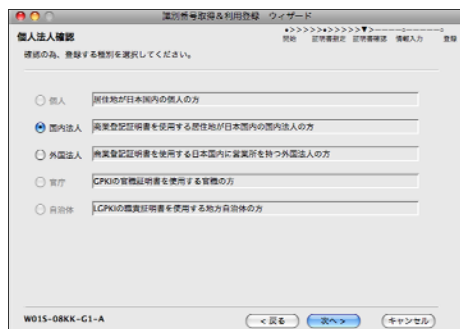 識別番号取得&利用登録 ウィザード
個人法人確認
●>>>>>●>>>>>▼>-----○-----○
開始 証明書指定 証明書確認 情報入力 登録
確認の為、登録する種別を選択してください。
個人 居住地が日本国内の個人の方
国内法人 商業登記証明書を使用する居住地が日本国内の国内法人の方
外国法人 商業登記証明書を使用する日本国内に営業所を持つ外国法人の方
官庁 GPKIの官職証明書を使用する官職の方
自治体 LGPKIの職責証明書を使用する地方自治体の方
W01S-08KK-G1-A
<戻る 次へ> キャンセル